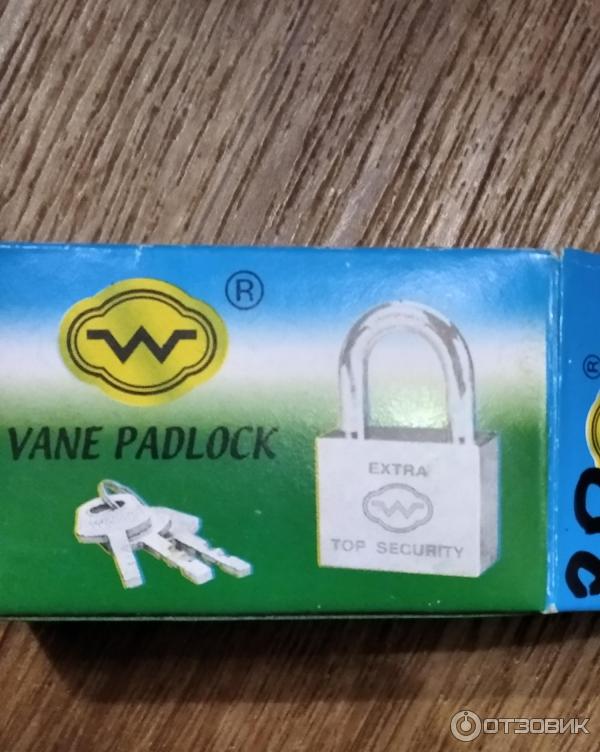 W
®
VANE PADLOCK
EXTRA
W
TOP SECURITY
®
ОТЗОВИК